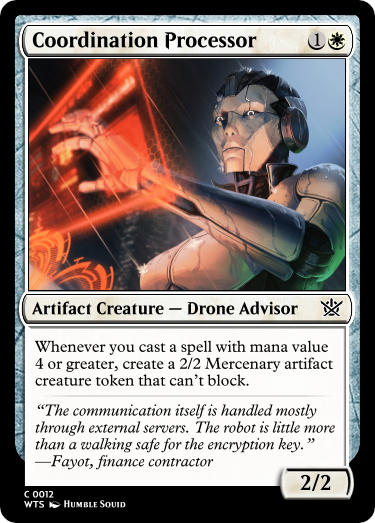 Coordination Processor 1
Artifact Creature — Drone Advisor
Whenever you cast a spell with mana value
4 or greater, create a 2/2 Mercenary artifact
creature token that can't block.
“The communication itself is handled mostly
through external servers. The robot is little more
than a walking safe for the encryption key.”
—Fayot, finance contractor
2/2
C 0012
WTS Humble Squid